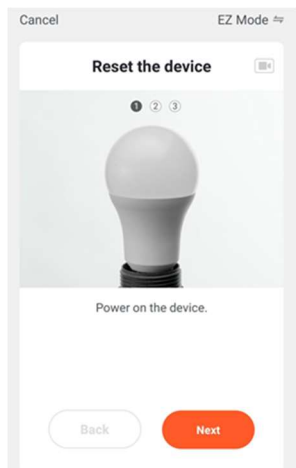 Cancel
EZ Mode ⇋
Reset the device
1 2 3
Power on the device.
Back
Next